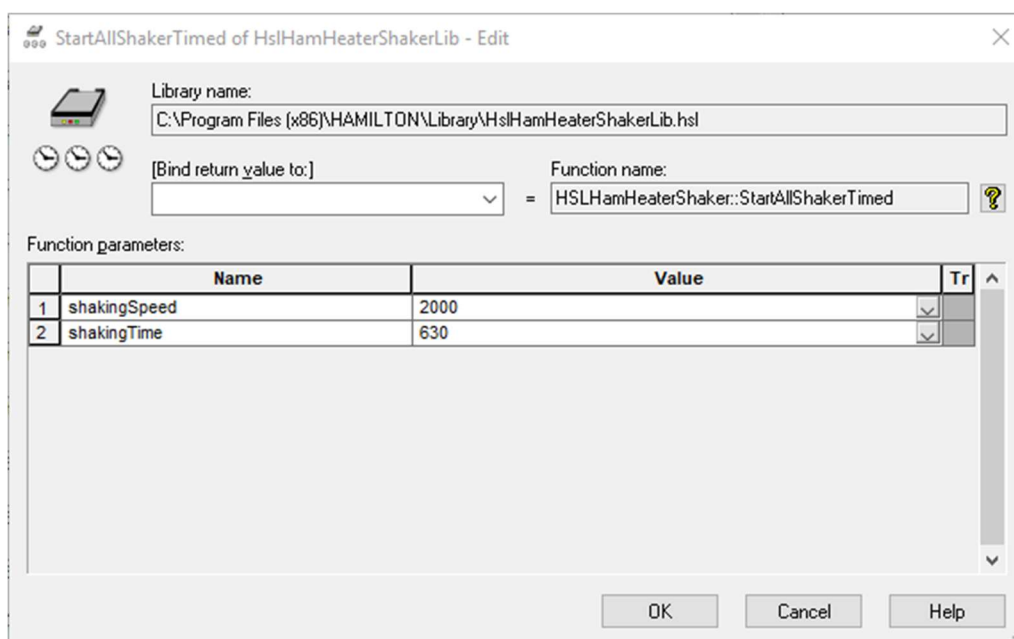 StartAllShakerTimed of HslHamHeaterShakerLib - Edit
Library name:
C:\Program Files (x86)\HAMILTON\Library\HslHamHeaterShakerLib.hsl
[Bind return value to:] Function name:
= HSLHamHeaterShaker::StartAllShakerTimed
Function parameters:
Name Value Tr
1 shakingSpeed 2000
2 shakingTime 630
OK Cancel Help